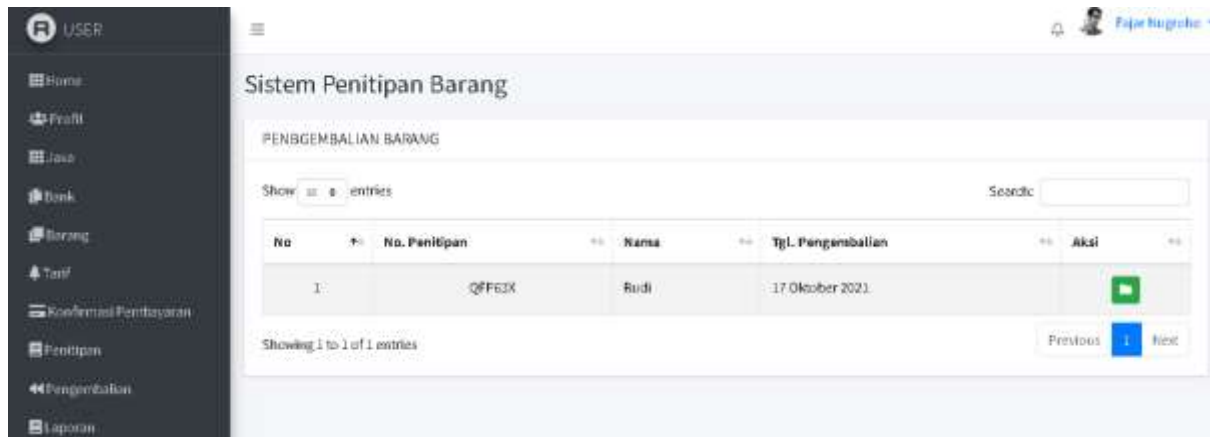 USER
Fajar Nugroho
Home
Profil
Jasa
Bank
Barang
Tarif
Konfirmasi Pembayaran
Penitipan
Pengembalian
Laporan
Sistem Penitipan Barang
PENBGEMBALIAN BARANG
Show entries
Search:
No No. Penitipan Nama Tgl. Pengembalian Aksi
1 Rudi 17 Oktober 2021
Showing 1 to 1 of 1 entries
Previous 1 Next